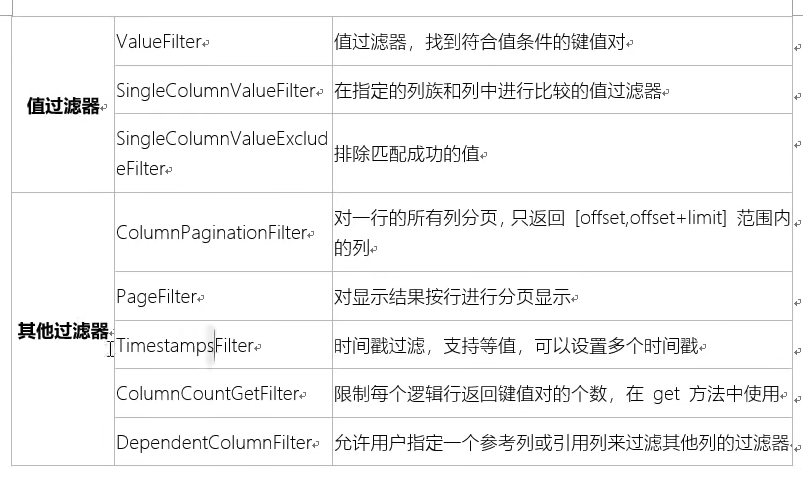 值过滤器
ValueFilter
值过滤器，找到符合值条件的键值对
SingleColumnValueFilter
在指定的列族和列中进行比较的值过滤器
SingleColumnValueExclud
eFilter
排除匹配成功的值
其他过滤器
ColumnPaginationFilter
对一行的所有列分页，只返回 [offset,offset+limit] 范围内
的列
PageFilter
对显示结果按行进行分页显示
TimestampsFilter
时间戳过滤，支持等值，可以设置多个时间戳
ColumnCountGetFilter
限制每个逻辑行返回键值对的个数，在 get 方法中使用
DependentColumnFilter
允许用户指定一个参考列或引用列来过滤其他列的过滤器